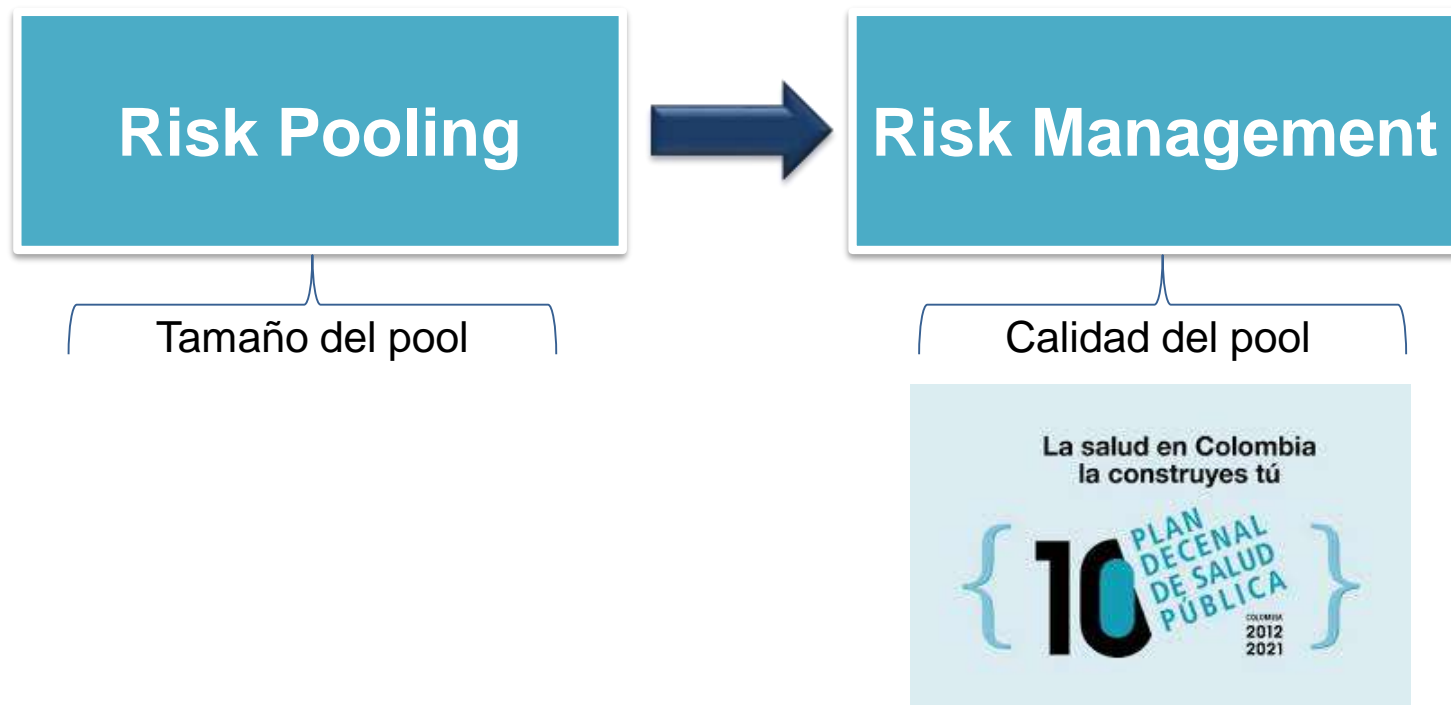 Risk Pooling
Risk Management
Tamaño del pool
Calidad del pool
La salud en Colombia
la construyes tú
10
PLAN
DECENAL
DE SALUD
PÚBLICA
COLOMBIA
2012
2021